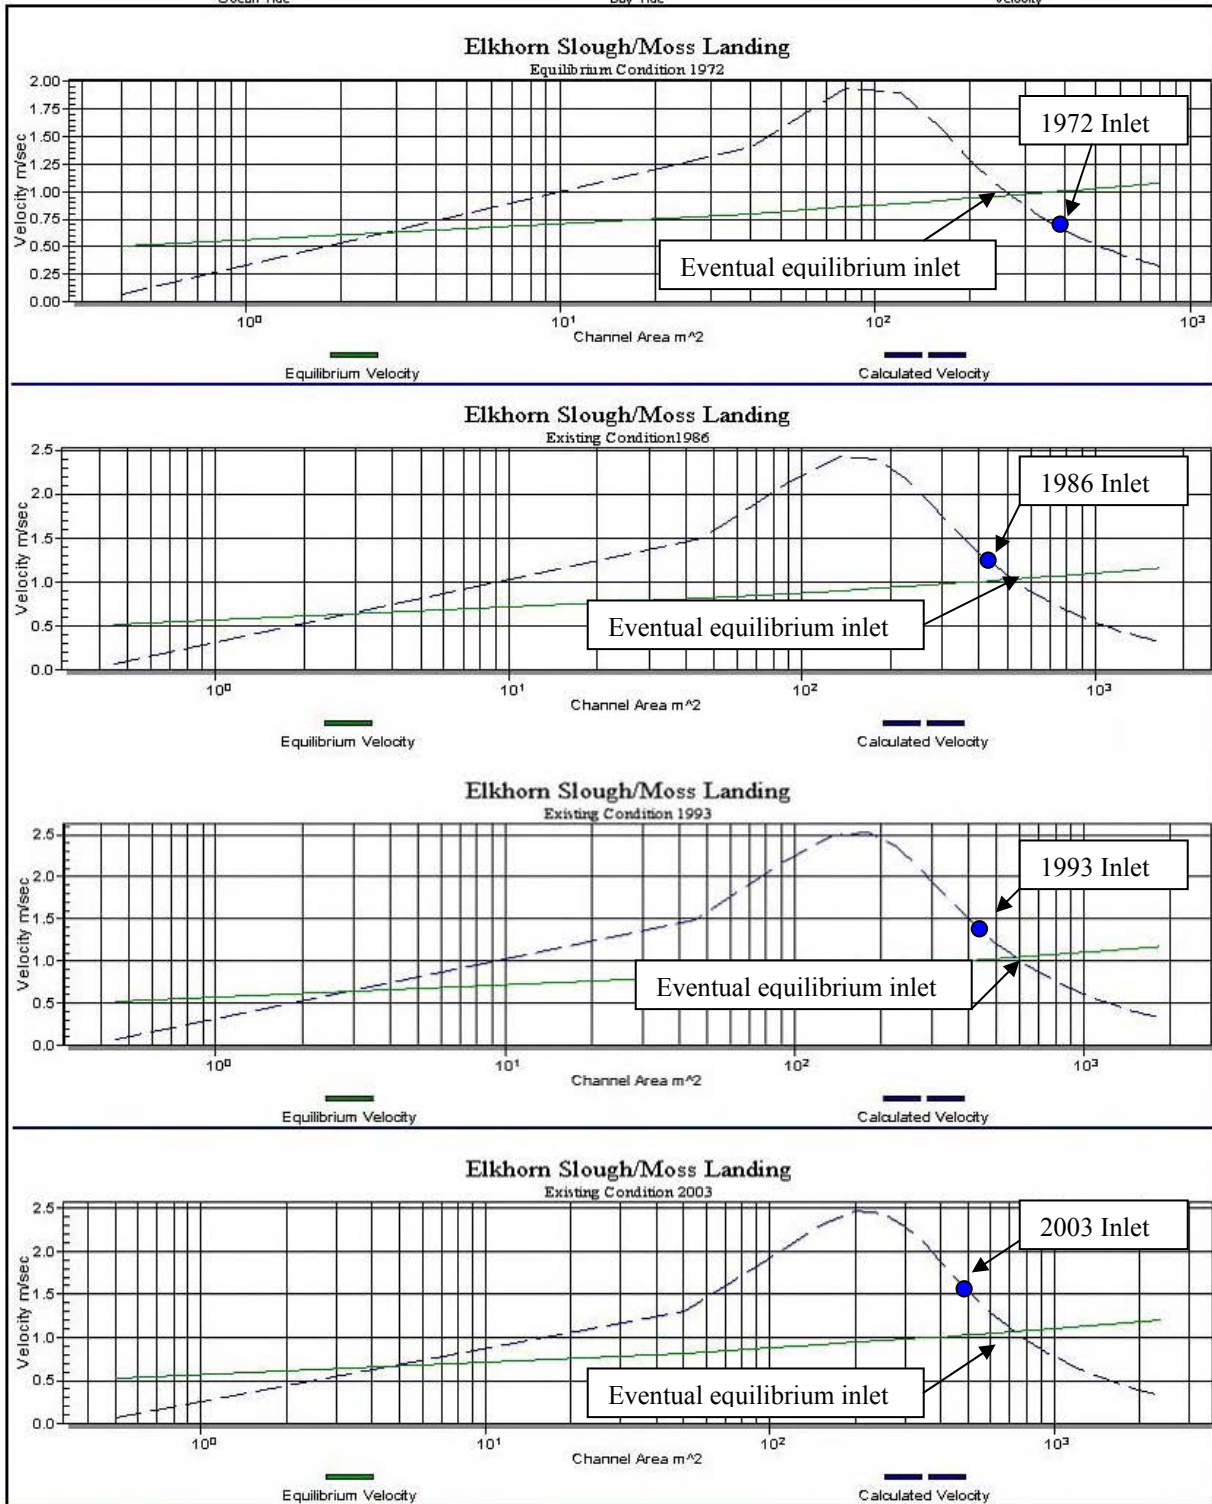 Ocean Tide Bay Tide Velocity
Elkhorn Slough/Moss Landing
Equilibrium Condition 1972
2.00
1.75
1.50
1.25
1.00
0.75
0.50
0.25
0.00
Velocity m/sec
1972 Inlet
Eventual equilibrium inlet
10⁰ 10¹ 10² 10³
Channel Area m^2
Equilibrium Velocity Calculated Velocity
Elkhorn Slough/Moss Landing
Existing Condition1986
2.5
2.0
1.5
1.0
0.5
0.0
Velocity m/sec
1986 Inlet
Eventual equilibrium inlet
10⁰ 10¹ 10² 10³
Channel Area m^2
Equilibrium Velocity Calculated Velocity
Elkhorn Slough/Moss Landing
Existing Condition 1993
2.5
2.0
1.5
1.0
0.5
0.0
Velocity m/sec
1993 Inlet
Eventual equilibrium inlet
10⁰ 10¹ 10² 10³
Channel Area m^2
Equilibrium Velocity Calculated Velocity
Elkhorn Slough/Moss Landing
Existing Condition 2003
2.5
2.0
1.5
1.0
0.5
0.0
Velocity m/sec
2003 Inlet
Eventual equilibrium inlet
10⁰ 10¹ 10² 10³
Channel Area m^2
Equilibrium Velocity Calculated Velocity